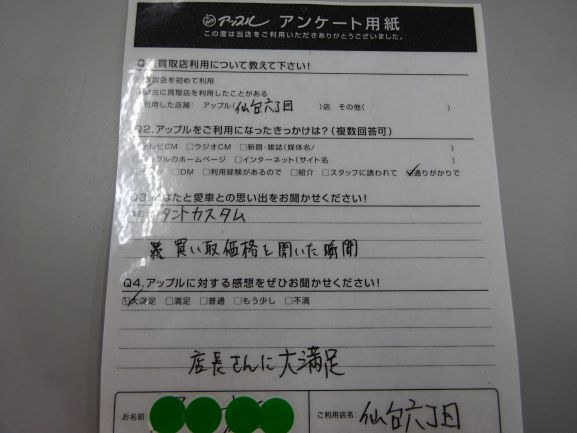 アップル アンケート用紙
この度は当店をご利用いただきありがとうございました。
買取店利用について教えて下さい!
買取店を初めて利用
過去に買取店を利用したことがある
利用した店舗: アップル(仙台六丁目)店 その他( )
Q2.アップルをご利用になったきっかけは?(複数回答可)
テレビCM □ラジオCM □新聞・雑誌(媒体名/ )
アップルのホームページ □インターネット(サイト名 )
□DM □利用経験があるので □紹介 □スタッフに誘われて ☑通りがかりで
Q3.あなたと愛車との思い出をお聞かせください!
タントカスタム
買い取価格を聞いた瞬間
Q4.アップルに対する感想をぜひお聞かせください!
☑大満足 □満足 □普通 □もう少し □不満
店長さんに大満足
お名前
ご利用店名: 仙台六丁目